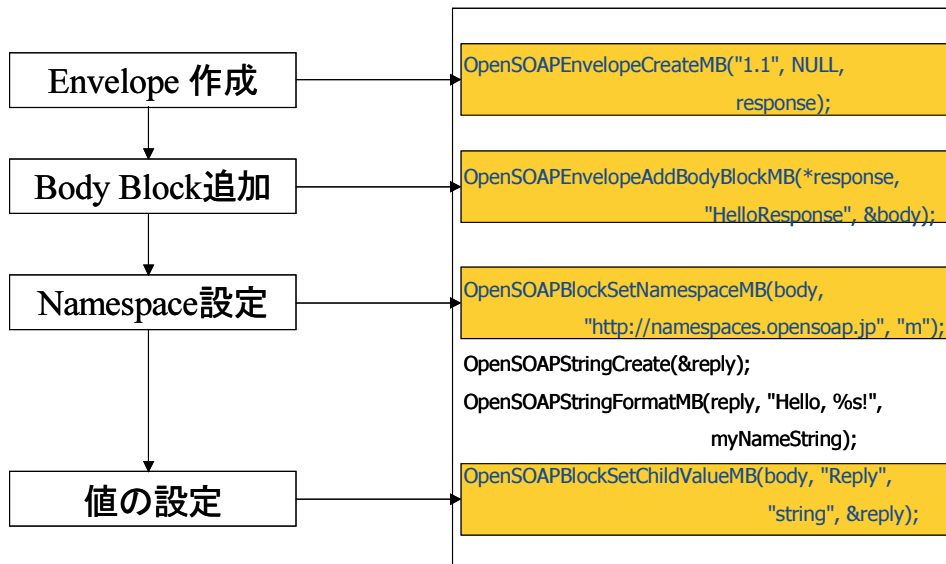 Envelope 作成
OpenSOAPEnvelopeCreateMB("1.1", NULL,
response);
Body Block追加
OpenSOAPEnvelopeAddBodyBlockMB(*response,
"HelloResponse", &body);
Namespace設定
OpenSOAPBlockSetNamespaceMB(body,
"http://namespaces.opensoap.jp", "m");
OpenSOAPStringCreate(&reply);
OpenSOAPStringFormatMB(reply, "Hello, %s!",
myNameString);
値の設定
OpenSOAPBlockSetChildValueMB(body, "Reply",
"string", &reply);